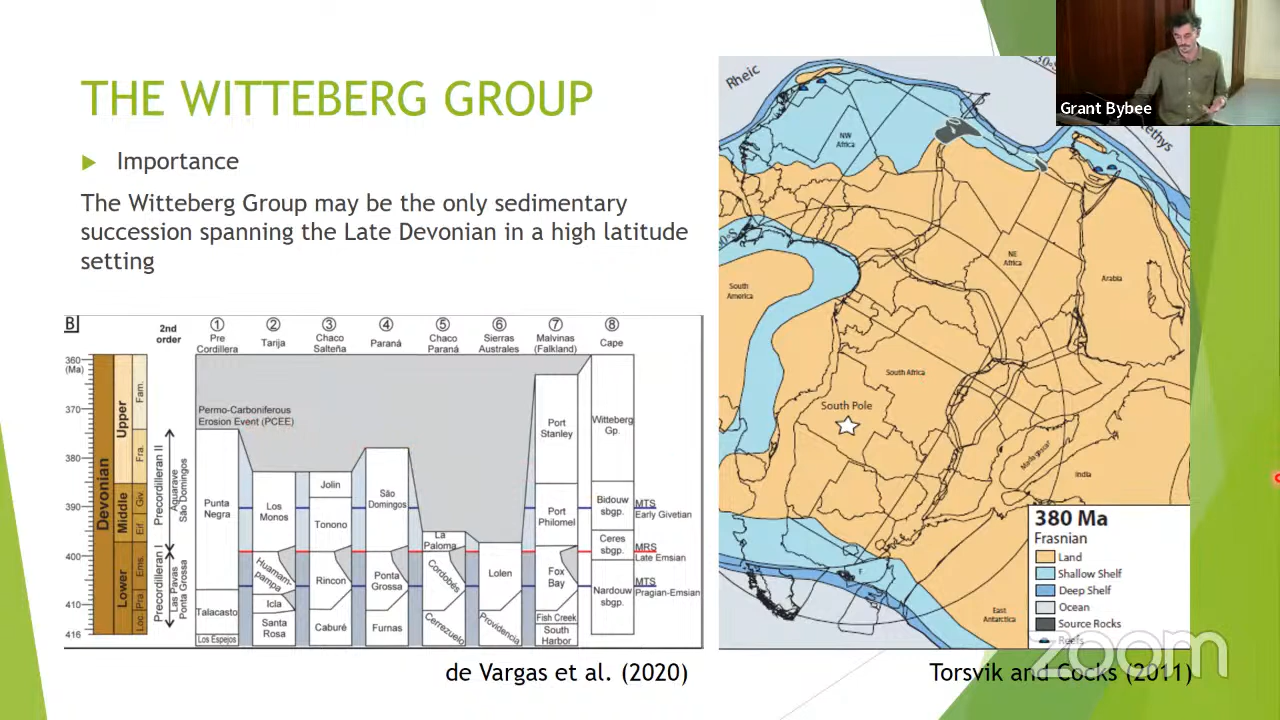 THE WITTEBERG GROUP
Importance
The Witteberg Group may be the only sedimentary
succession spanning the Late Devonian in a high latitude
setting
B
2nd
order
1
Pre
Cordillera
2
Tarija
3
Chaco
Salteña
4
Paraná
5
Chaco
Paraná
6
Sierras
Australes
7
Malvinas
(Falkland)
8
Cape
360
(Ma)
370
380
390
400
410
416
Devonian
Upper
Middle
Lower
Fam.
Fra.
Giv.
Eif.
Ems.
Pra.
Loc.
Precordilleran II
Aguarave
São Domingos
Precordilleran I
Las Pavas
Ponta Grossa
Permo-Carboniferous
Erosion Event (PCEE)
Punta
Negra
Talacasto
Los Espejos
Los
Monos
Huamam-
pampa
Icla
Santa
Rosa
Jolin
Tonono
Rincon
Caburé
São
Domingos
Ponta
Grossa
Furnas
La
Paloma
Cordobés
Cerrezuelo
Lolen
Providencia
Port
Stanley
Port
Philomel
Fox
Bay
Fish Creek
South
Harbor
Witteberg
Gp.
Bidouw
sbgp.
Ceres
sbgp.
Nardouw
sbgp.
MTS
Early Givetian
MRS
Late Emsian
MTS
Pragian-Emsian
de Vargas et al. (2020)
Rheic
30°S
NW
Africa
NE
Africa
Arabia
South
America
South Africa
South Pole
Madagascar
India
East
Antarctica
380 Ma
Frasnian
Land
Shallow Shelf
Deep Shelf
Ocean
Source Rocks
Reefs
Torsvik and Cocks (2011)
Grant Bybee
zoom